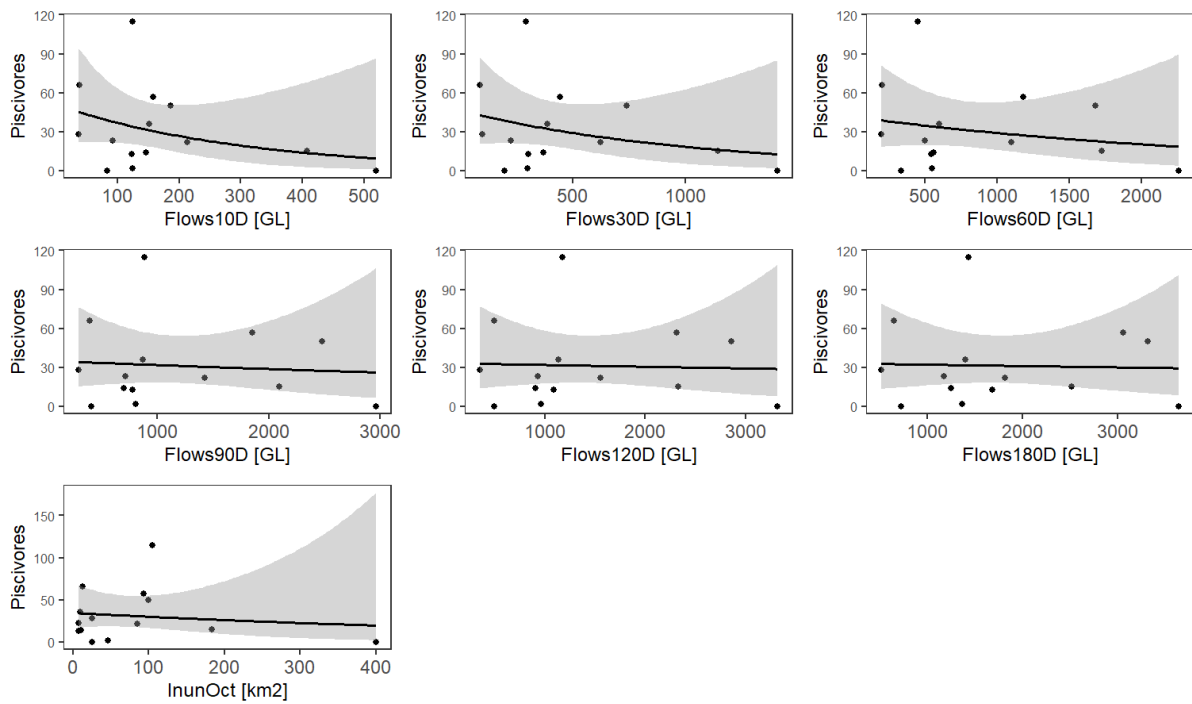 120
90
60
30
0
Piscivores
100 200 300 400 500
Flows10D [GL]
120
90
60
30
0
Piscivores
500 1000
Flows30D [GL]
120
90
60
30
0
Piscivores
500 1000 1500 2000
Flows60D [GL]
120
90
60
30
0
Piscivores
1000 2000 3000
Flows90D [GL]
120
90
60
30
0
Piscivores
1000 2000 3000
Flows120D [GL]
120
90
60
30
0
Piscivores
1000 2000 3000
Flows180D [GL]
150
100
50
0
Piscivores
0 100 200 300 400
InunOct [km2]